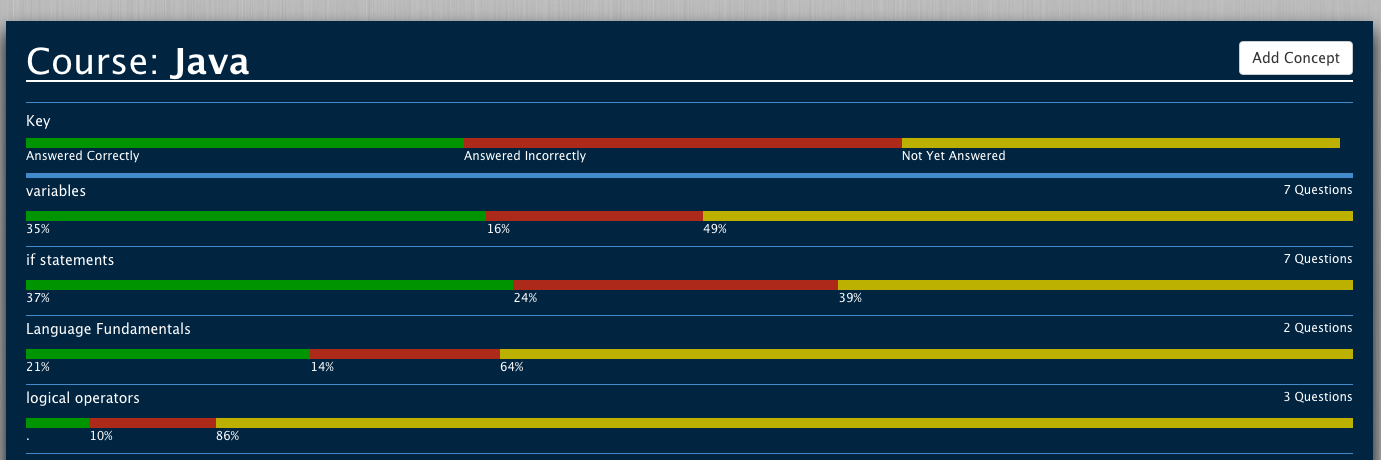 Course: Java
Add Concept
Key
Answered Correctly Answered Incorrectly Not Yet Answered
variables 7 Questions
35% 16% 49%
if statements 7 Questions
37% 24% 39%
Language Fundamentals 2 Questions
21% 14% 64%
logical operators 3 Questions
. 10% 86%